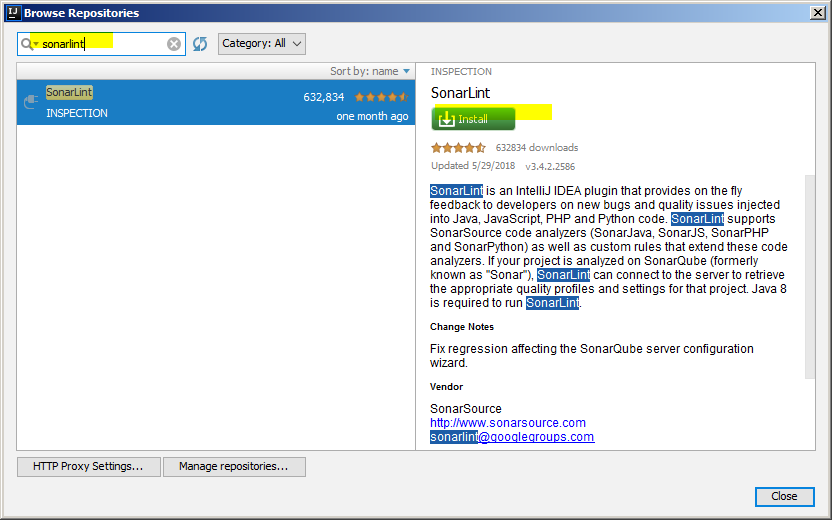 IJ Browse Repositories
sonarlint
Category: All
Sort by: name
SonarLint
632,834
INSPECTION
one month ago
INSPECTION
SonarLint
Install
632834 downloads
Updated 5/29/2018 v3.4.2.2586
SonarLint is an IntelliJ IDEA plugin that provides on the fly
feedback to developers on new bugs and quality issues injected
into Java, JavaScript, PHP and Python code. SonarLint supports
SonarSource code analyzers (SonarJava, SonarJS, SonarPHP
and SonarPython) as well as custom rules that extend these code
analyzers. If your project is analyzed on SonarQube (formerly
known as "Sonar"), SonarLint can connect to the server to retrieve
the appropriate quality profiles and settings for that project. Java 8
is required to run SonarLint.
Change Notes
Fix regression affecting the SonarQube server configuration
wizard.
Vendor
SonarSource
http://www.sonarsource.com
sonarlint@googlegroups.com
HTTP Proxy Settings... Manage repositories...
Close